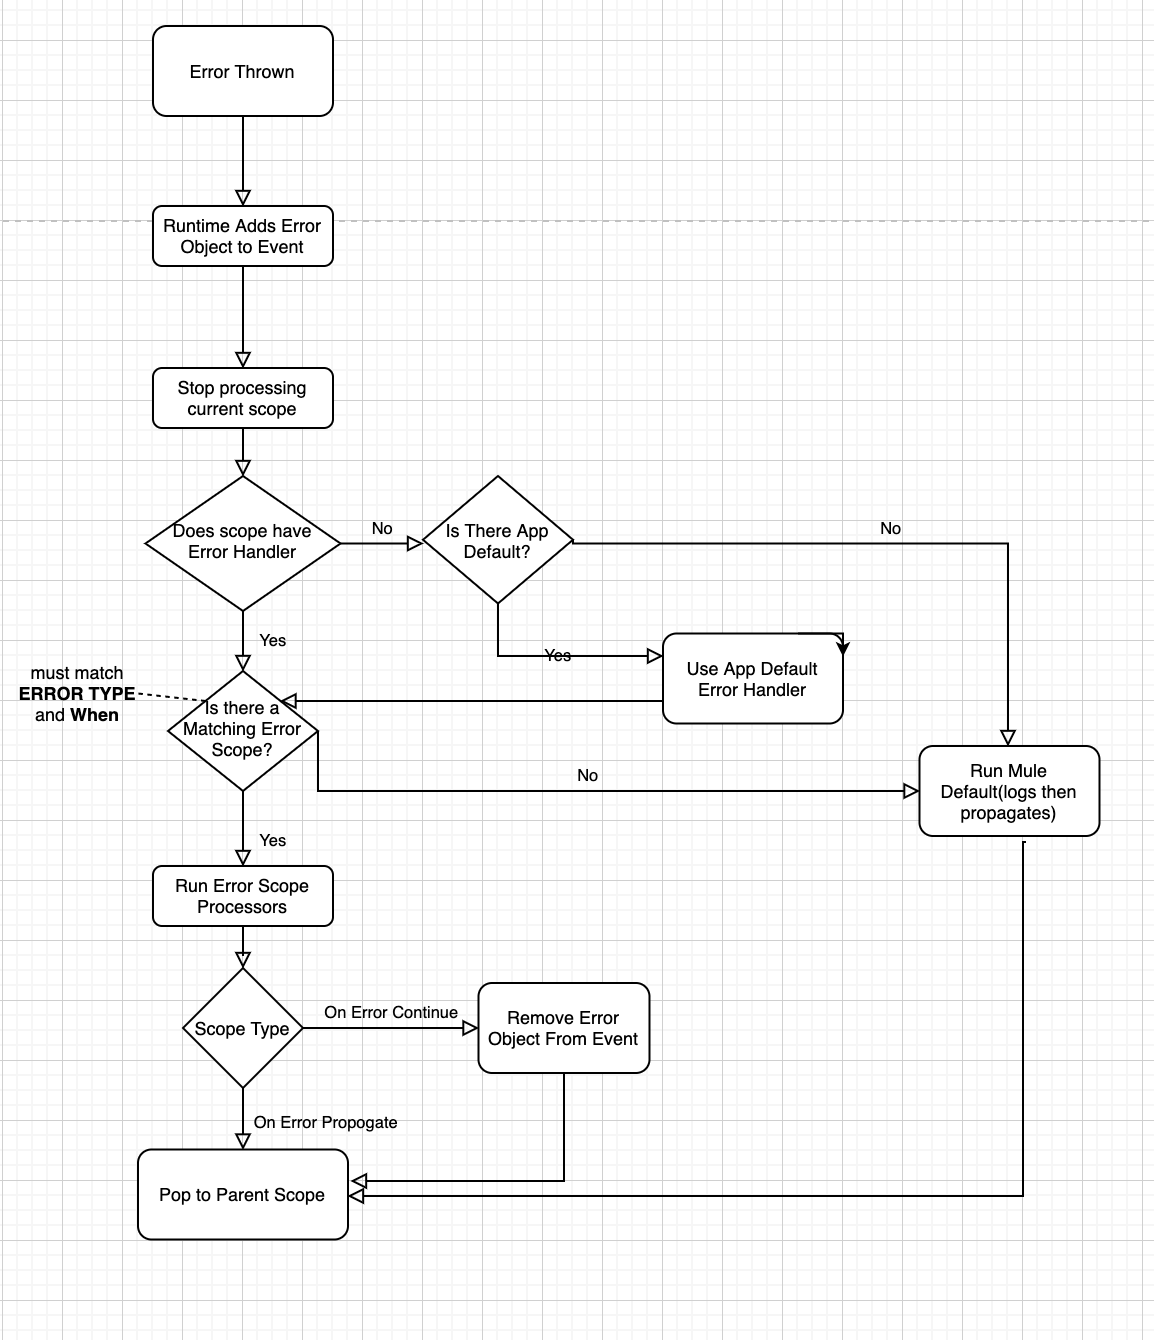 Error Thrown
Runtime Adds Error
Object to Event
Stop processing
current scope
Does scope have
Error Handler
No
Is There App
Default?
No
Yes
Yes
must match
ERROR TYPE
and When
Use App Default
Error Handler
Is there a
Matching Error
Scope?
No
Run Mule
Default(logs then
propagates)
Yes
Run Error Scope
Processors
Scope Type
On Error Continue
Remove Error
Object From Event
On Error Propogate
Pop to Parent Scope